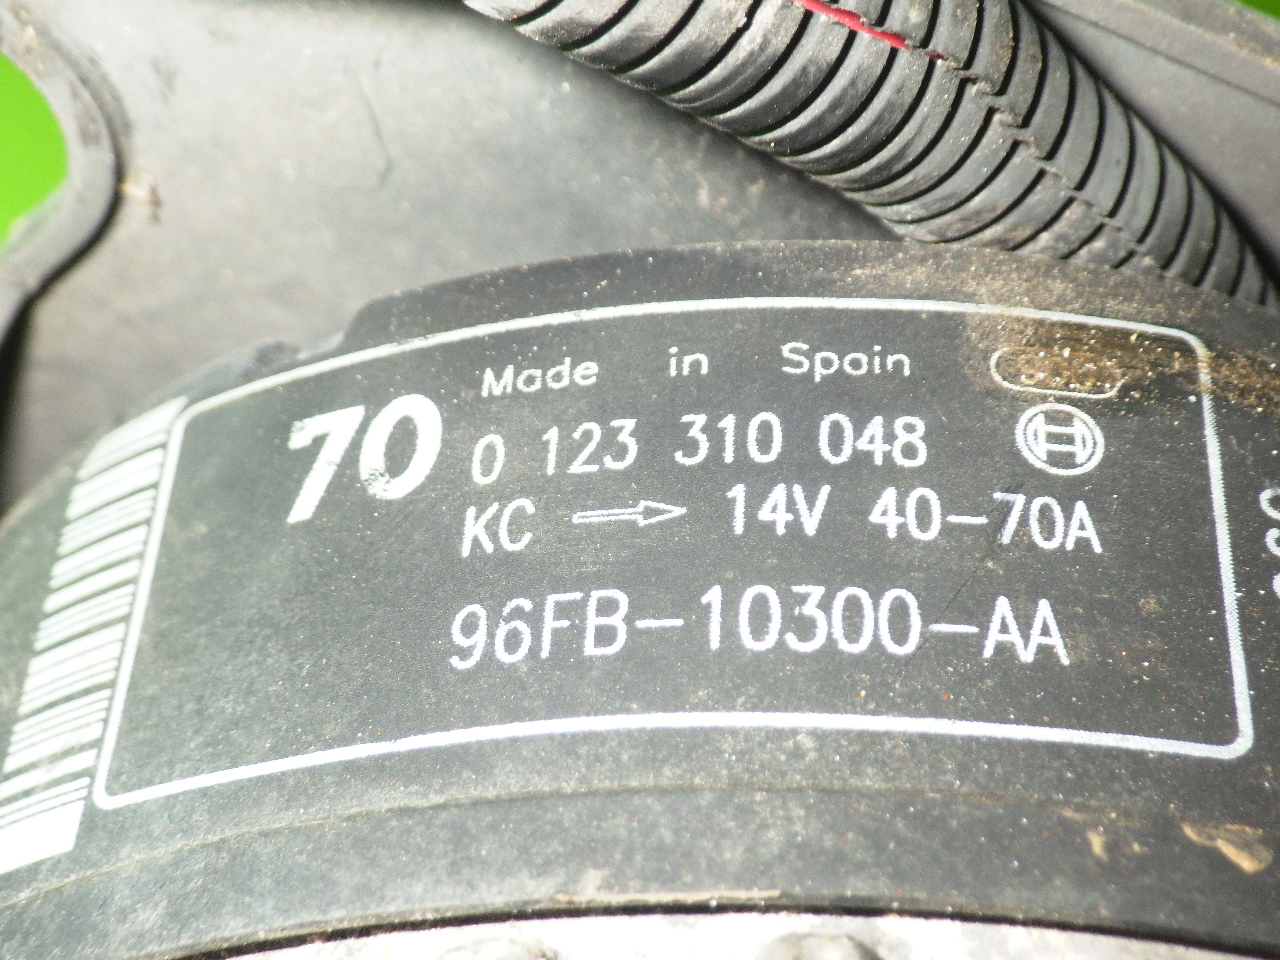 Made in Spain
70
0 123 310 048
KC → 14V 40-70A
96FB-10300-AA